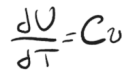 dU/dT = Cv